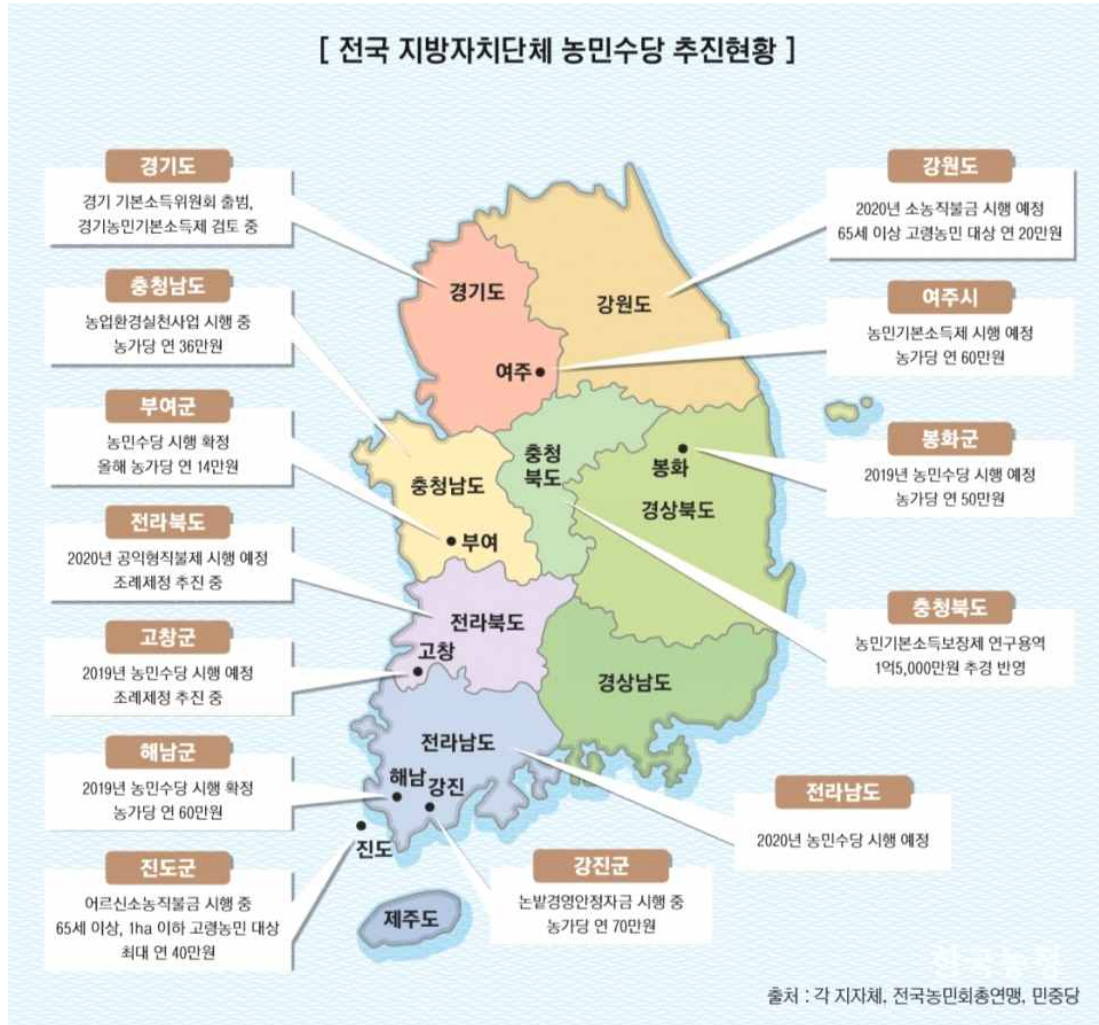 [ 전국 지방자치단체 농민수당 추진현황 ]
경기도
경기 기본소득위원회 출범,
경기농민기본소득제 검토 중
충청남도
농업환경실천사업 시행 중
농가당 연 36만원
부여군
농민수당 시행 확정
올해 농가당 연 14만원
전라북도
2020년 공익형직불제 시행 예정
조례제정 추진 중
고창군
2019년 농민수당 시행 예정
조례제정 추진 중
해남군
2019년 농민수당 시행 확정
농가당 연 60만원
진도군
어르신소농직불금 시행 중
65세 이상, 1ha 이하 고령농민 대상
최대 연 40만원
경기도
강원도
여주
충청
북도
봉화
충청남도
경상북도
부여
전라북도
고창
경상남도
전라남도
해남
강진
진도
제주도
강원도
2020년 소농직불금 시행 예정
65세 이상 고령농민 대상 연 20만원
여주시
농민기본소득제 시행 예정
농가당 연 60만원
봉화군
2019년 농민수당 시행 예정
농가당 연 50만원
충청북도
농민기본소득보장제 연구용역
1억5,000만원 추경 반영
전라남도
2020년 농민수당 시행 예정
강진군
논밭경영안정자금 시행 중
농가당 연 70만원
한국농정
출처 : 각 지자체, 전국농민회총연맹, 민중당